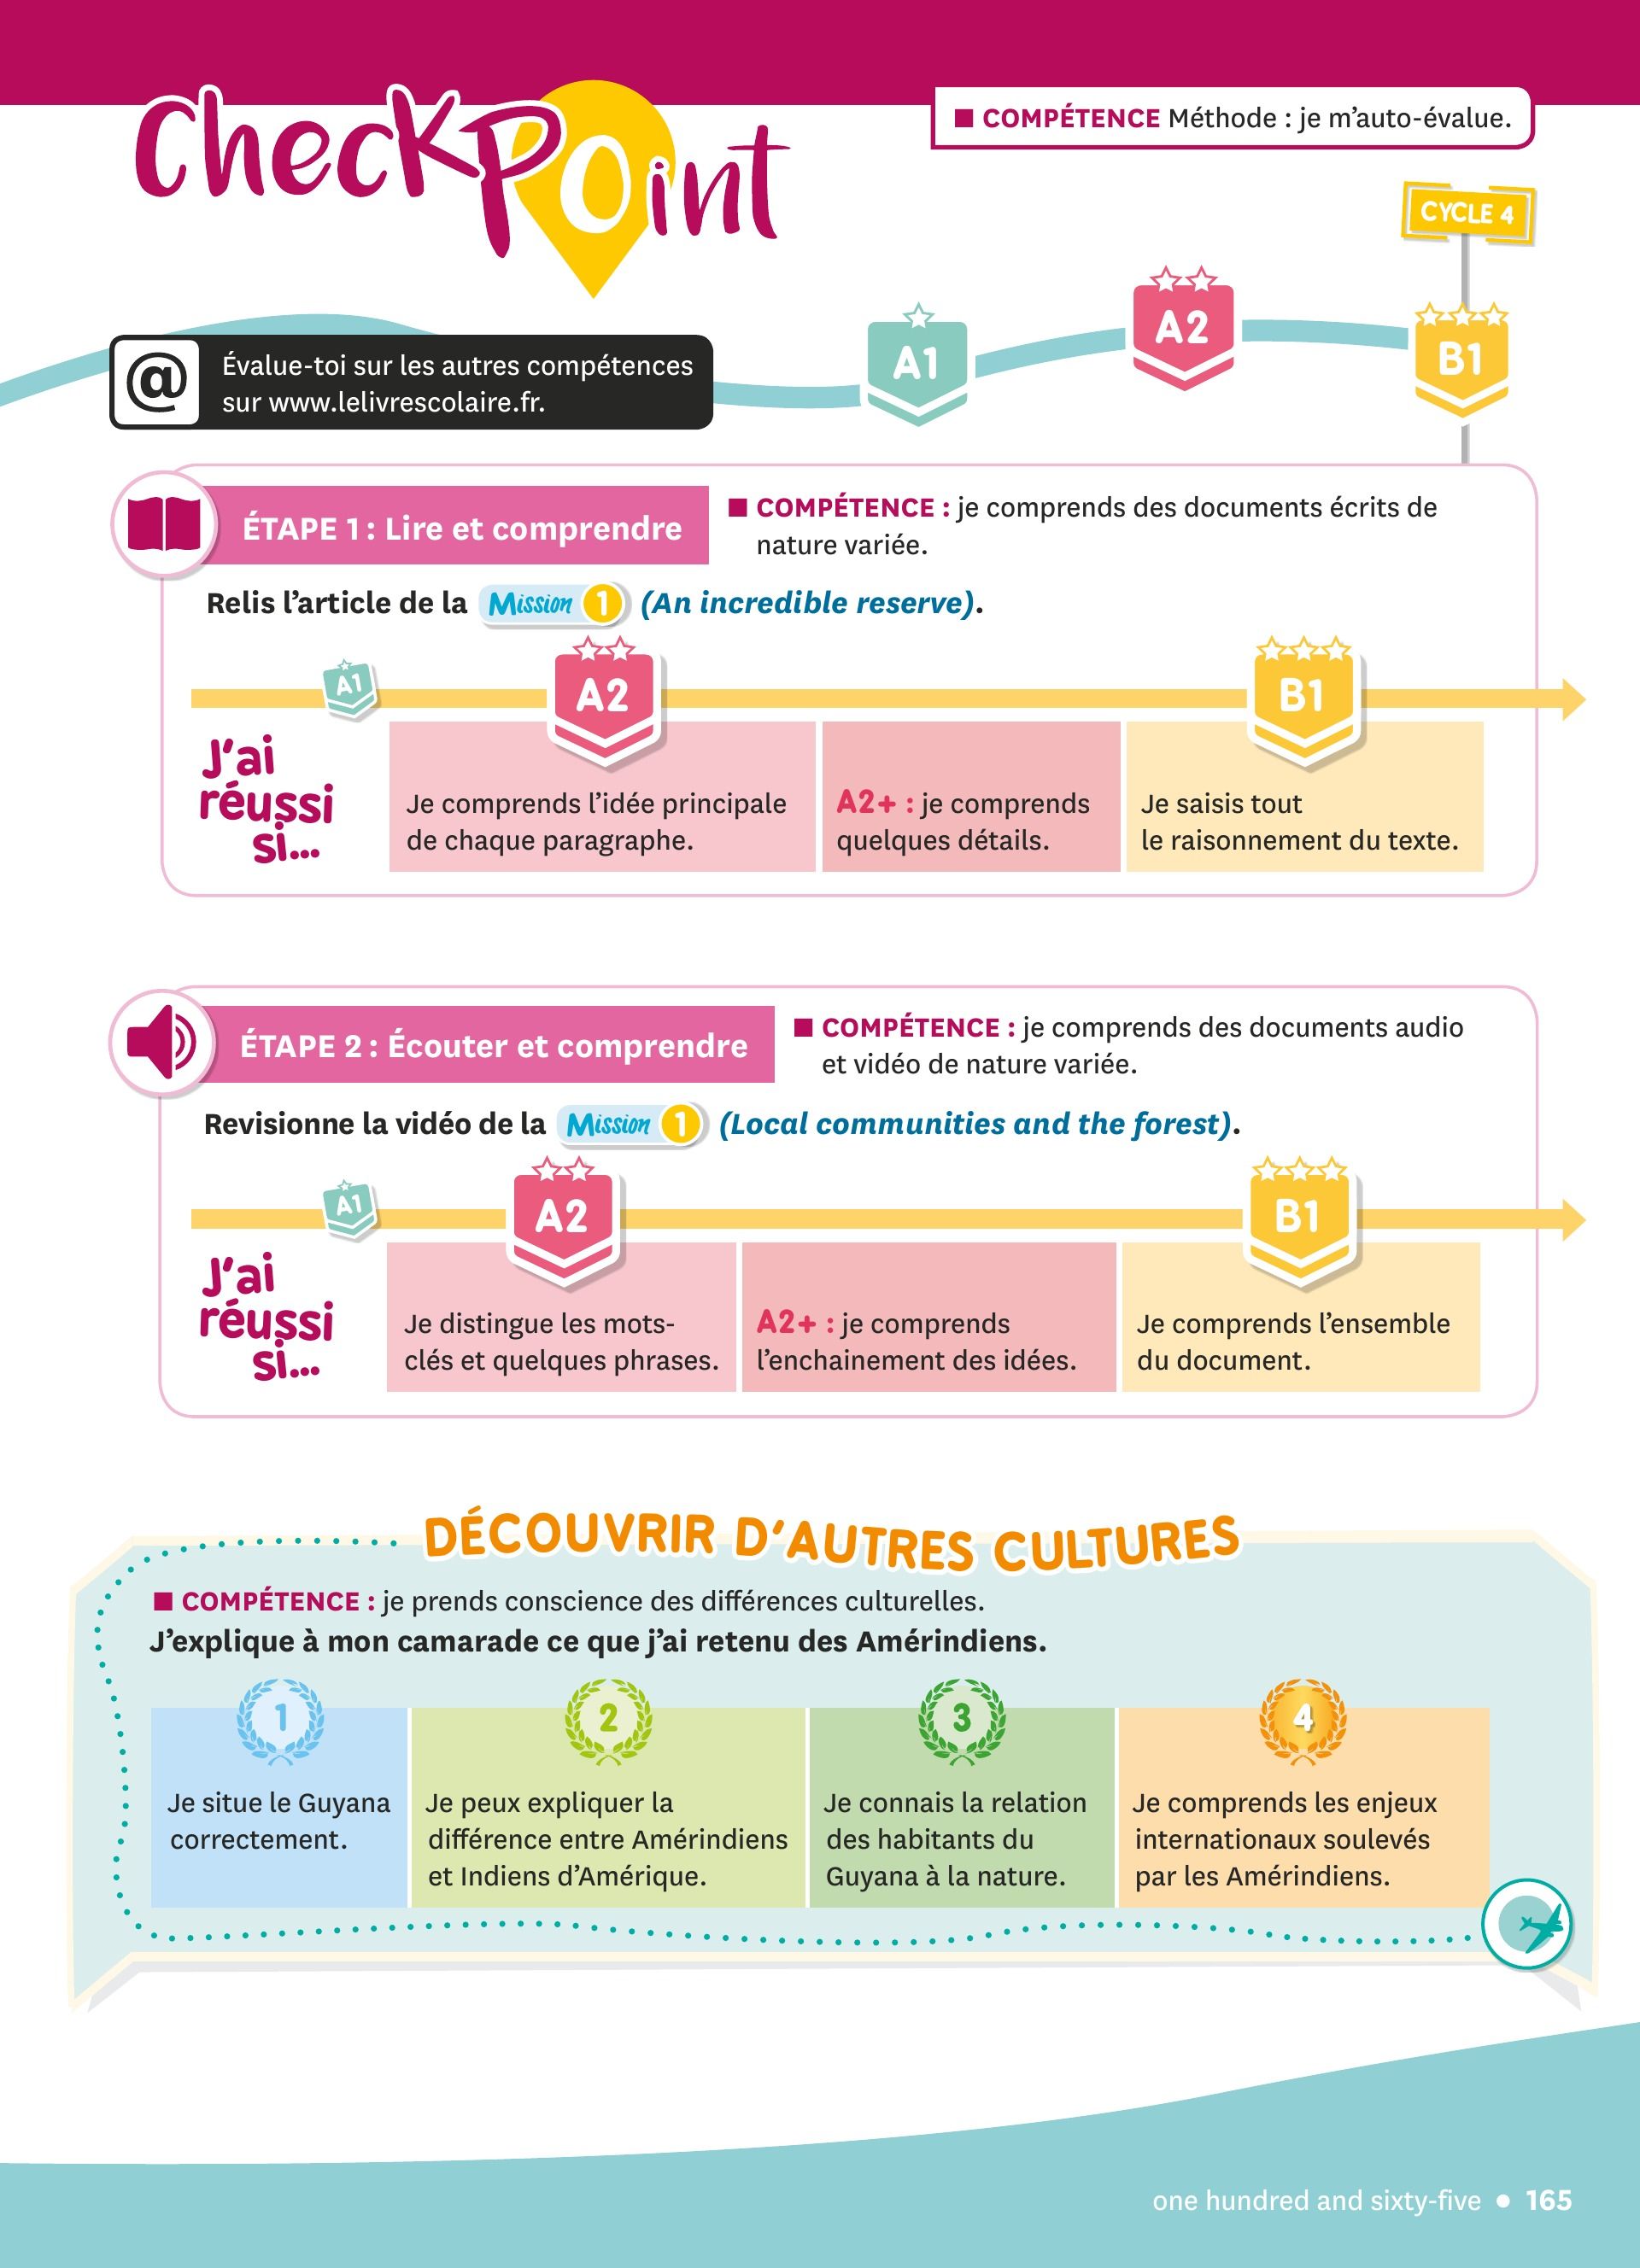 CheckPoint
■ COMPÉTENCE Méthode : je m’auto-évalue.
CYCLE 4
@ Évalue-toi sur les autres compétences
sur www.lelivrescolaire.fr.
A1
A2
B1
ÉTAPE 1 : Lire et comprendre
■ COMPÉTENCE : je comprends des documents écrits de
nature variée.
Relis l’article de la Mission 1 (An incredible reserve).
A1
A2
B1
J’ai
réussi
si...
Je comprends l’idée principale
de chaque paragraphe.
A2+ : je comprends
quelques détails.
Je saisis tout
le raisonnement du texte.
ÉTAPE 2 : Écouter et comprendre
■ COMPÉTENCE : je comprends des documents audio
et vidéo de nature variée.
Revisionne la vidéo de la Mission 1 (Local communities and the forest).
A1
A2
B1
J’ai
réussi
si...
Je distingue les mots-
clés et quelques phrases.
A2+ : je comprends
l’enchainement des idées.
Je comprends l’ensemble
du document.
DÉCOUVRIR D’AUTRES CULTURES
■ COMPÉTENCE : je prends conscience des différences culturelles.
J’explique à mon camarade ce que j’ai retenu des Amérindiens.
1
Je situe le Guyana
correctement.
2
Je peux expliquer la
différence entre Amérindiens
et Indiens d’Amérique.
3
Je connais la relation
des habitants du
Guyana à la nature.
4
Je comprends les enjeux
internationaux soulevés
par les Amérindiens.
one hundred and sixty-five • 165